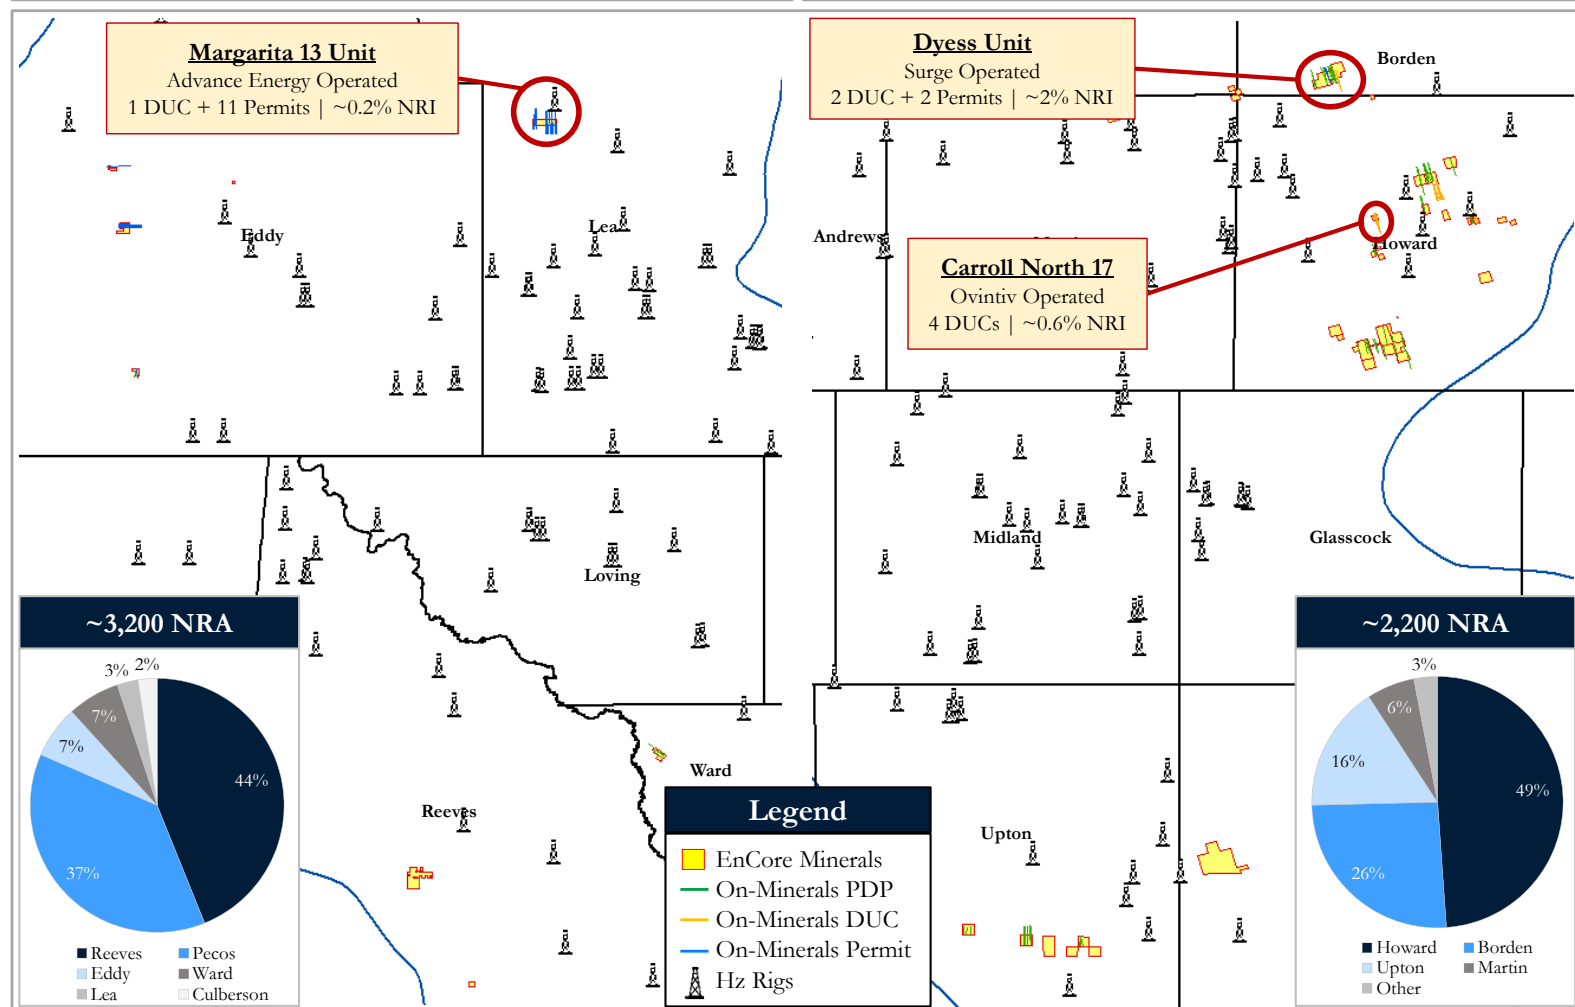 Margarita 13 Unit
Advance Energy Operated
1 DUC + 11 Permits | ~0.2% NRI
Dyess Unit
Surge Operated
2 DUC + 2 Permits | ~2% NRI
Borden
Eddy
Lea
Andrews
Howard
Carroll North 17
Ovintiv Operated
4 DUCs | ~0.6% NRI
Midland
Glasscock
Loving
Ward
Reeves
Upton
~3,200 NRA
3%
2%
7%
7%
44%
37%
Reeves
Pecos
Eddy
Ward
Lea
Culberson
Legend
EnCore Minerals
On-Minerals PDP
On-Minerals DUC
On-Minerals Permit
Hz Rigs
~2,200 NRA
3%
6%
16%
49%
26%
Howard
Borden
Upton
Martin
Other